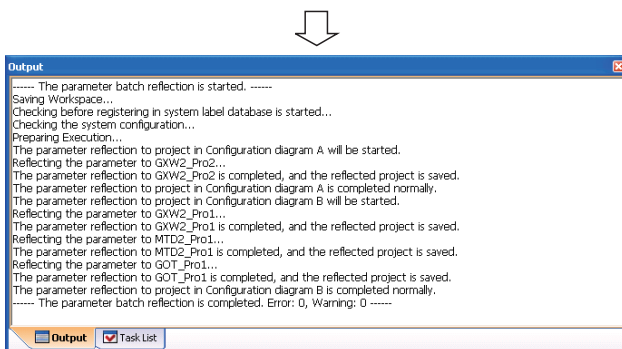 Output
------ The parameter batch reflection is started. ------
Saving Workspace...
Checking before registering in system label database is started...
Checking the system configuration...
Preparing Execution...
The parameter reflection to project in Configuration diagram A will be started.
Reflecting the parameter to GXW2_Pro2...
The parameter reflection to GXW2_Pro2 is completed, and the reflected project is saved.
The parameter reflection to project in Configuration diagram A is completed normally.
The parameter reflection to project in Configuration diagram B will be started.
Reflecting the parameter to GXW2_Pro1...
The parameter reflection to GXW2_Pro1 is completed, and the reflected project is saved.
Reflecting the parameter to MTD2_Pro1...
The parameter reflection to MTD2_Pro1 is completed, and the reflected project is saved.
Reflecting the parameter to GOT_Pro1...
The parameter reflection to GOT_Pro1 is completed, and the reflected project is saved.
The parameter reflection to project in Configuration diagram B is completed normally.
------ The parameter batch reflection is completed. Error: 0, Warning: 0 ------
Output Task List